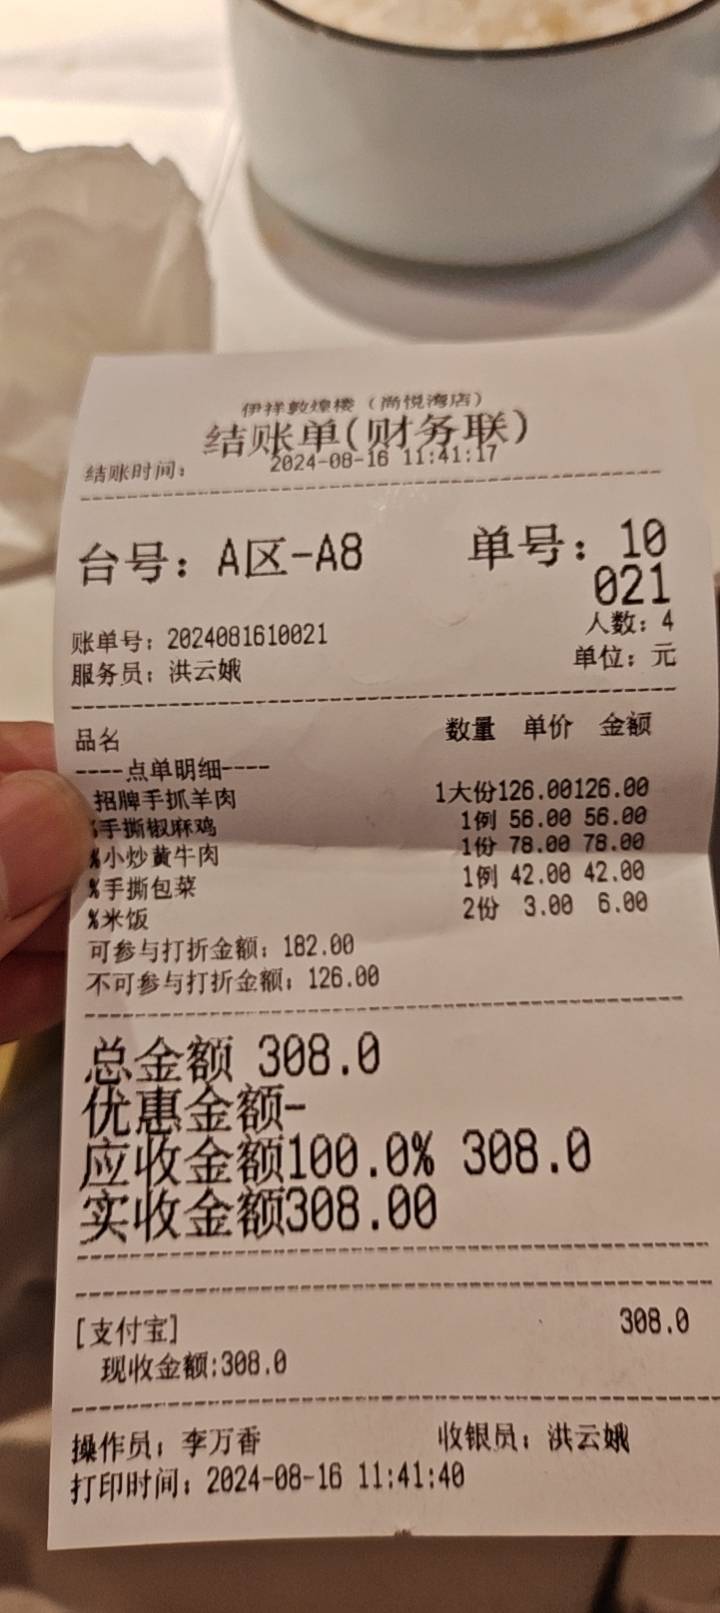 伊祥敦煌楼（尚悦湾店）
结账单(财务联)
结账时间： 2024-08-16 11:41:17
台号：A区-A8 单号：10
021
账单号：2024081610021 人数：4
服务员：洪云娥 单位：元
品名 数量 单价 金额
----点单明细----
招牌手抓羊肉 1大份126.00126.00
%手撕椒麻鸡 1例 56.00 56.00
%小炒黄牛肉 1份 78.00 78.00
%手撕包菜 1例 42.00 42.00
%米饭 2份 3.00 6.00
可参与打折金额：182.00
不可参与打折金额：126.00
总金额 308.0
优惠金额-
应收金额100.0% 308.0
实收金额308.00
[支付宝] 308.0
现收金额:308.0
操作员：李万香 收银员：洪云娥
打印时间：2024-08-16 11:41:40